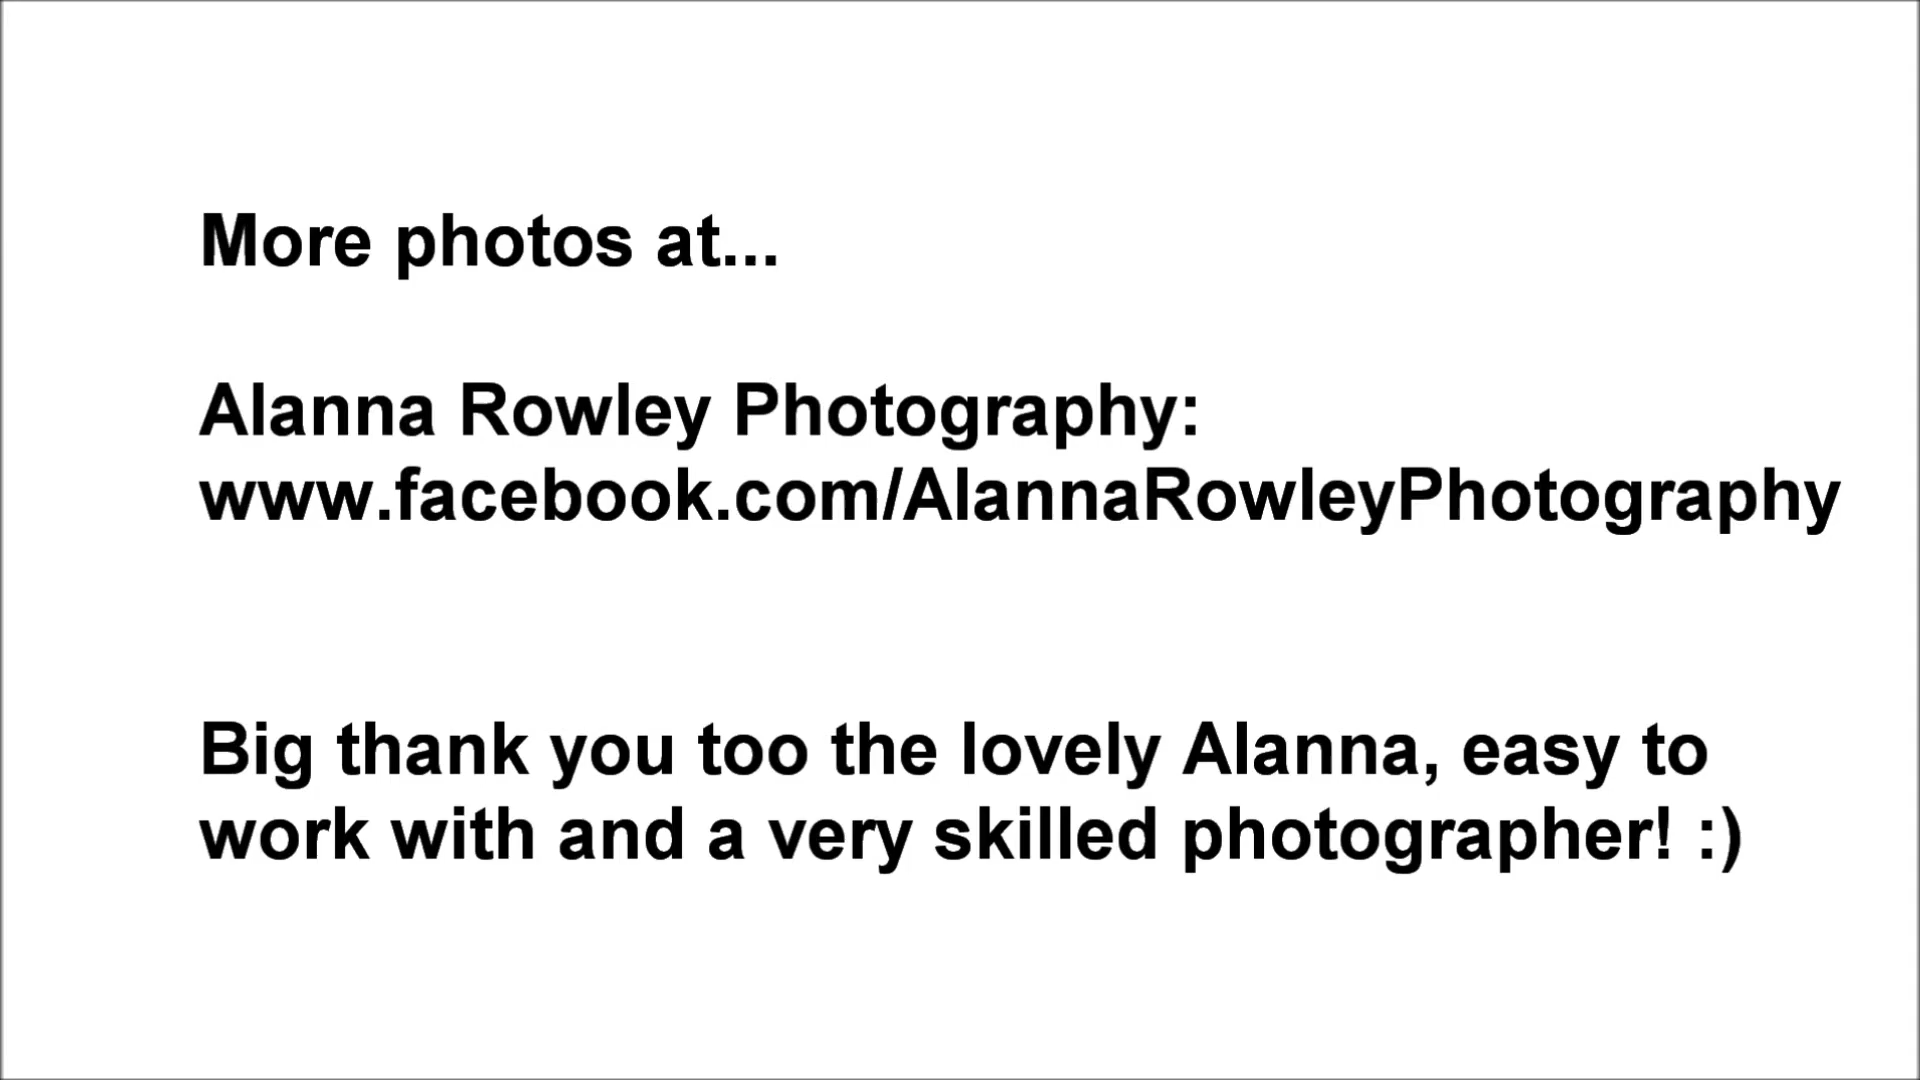 More photos at...
Alanna Rowley Photography:
www.facebook.com/AlannaRowleyPhotography
Big thank you too the lovely Alanna, easy to
work with and a very skilled photographer! :)